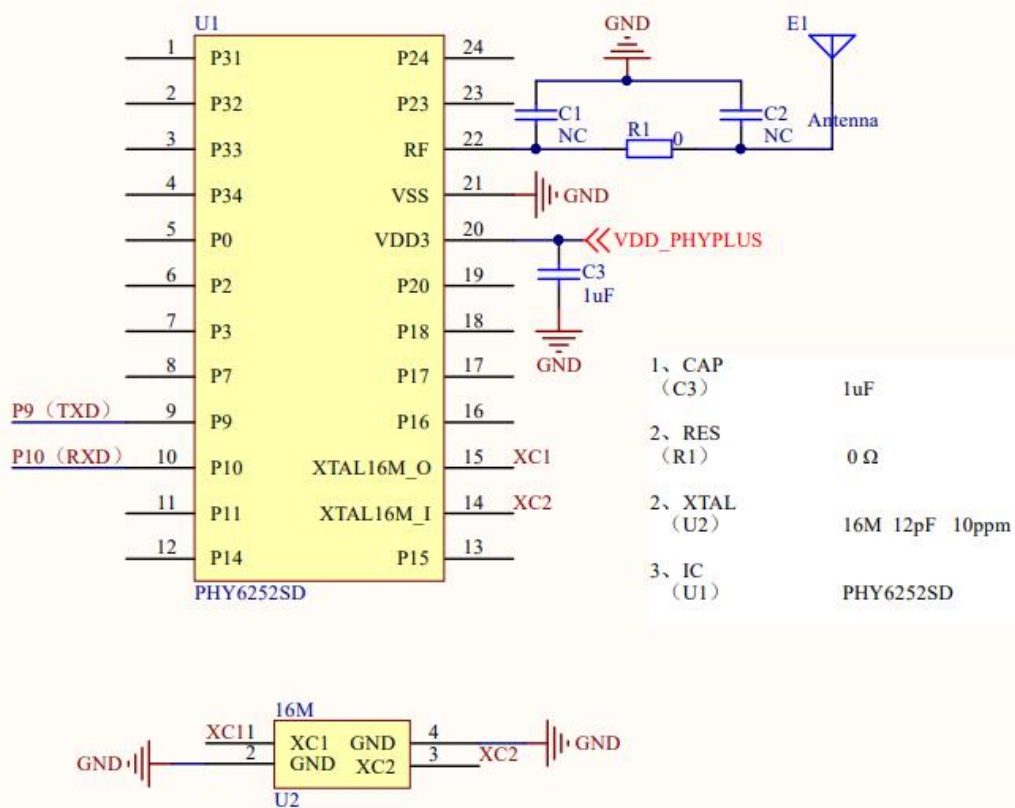 U1
1 P31 P24 24
2 P32 P23 23
3 P33 RF 22
4 P34 VSS 21
5 P0 VDD3 20
6 P2 P20 19
7 P3 P18 18
8 P7 P17 17
P9（TXD） 9 P9 P16 16
P10（RXD） 10 P10 XTAL16M_O 15 XC1
11 P11 XTAL16M_I 14 XC2
12 P14 P15 13
PHY6252SD
GND
E1
C1
NC
R1 0
C2
NC
Antenna
GND
VDD_PHYPLUS
C3
1uF
GND
1、CAP
（C3） 1uF
2、RES
（R1） 0 Ω
2、XTAL
（U2） 16M 12pF 10ppm
3、IC
（U1） PHY6252SD
16M
XC1 1 XC1 GND 4 GND
GND 2 GND XC2 3 XC2
U2